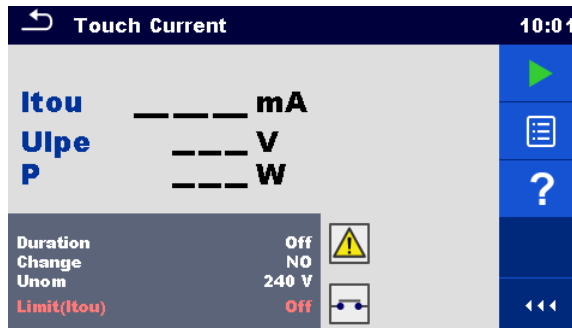 Touch Current 10:01
Itou ___ mA
Ulpe ___ V
P ___ W
?
Duration Off
Change NO
Unom 240 V
Limit(Itou) Off